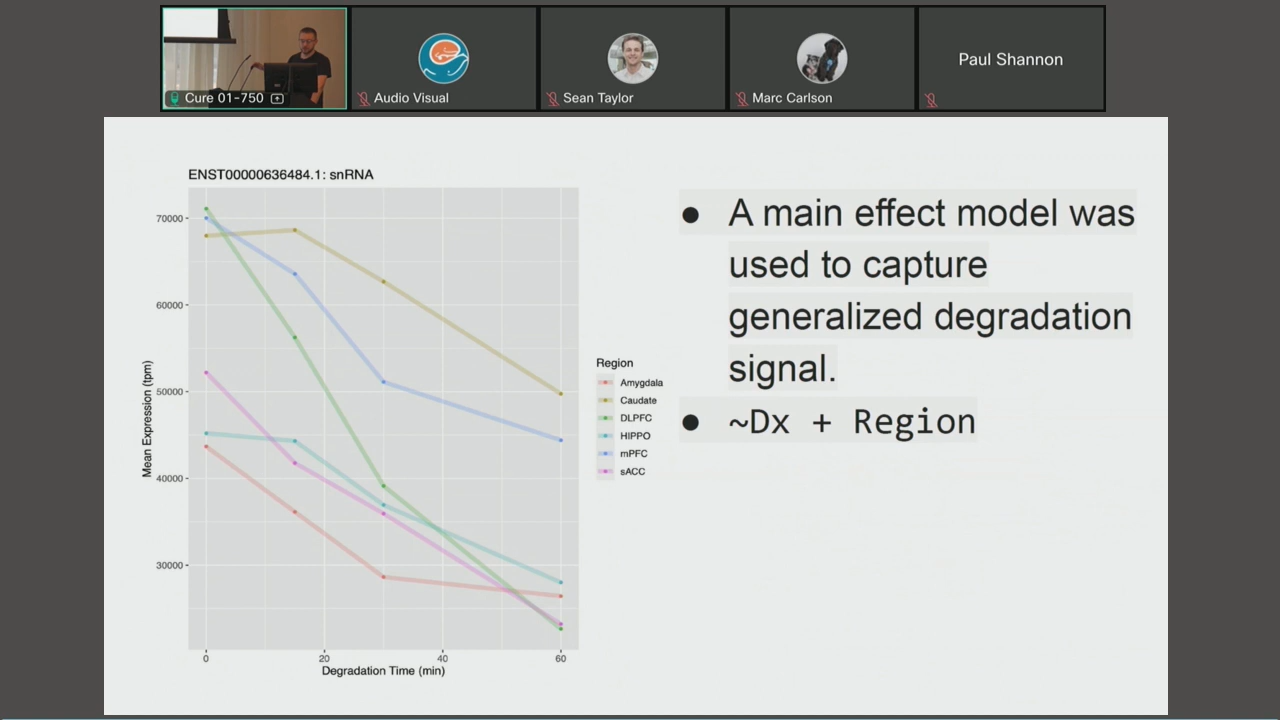 Cure 01-750
Audio Visual
Sean Taylor
Marc Carlson
Paul Shannon
ENST00000636484.1: snRNA
70000
60000
50000
40000
30000
Mean Expression (tpm)
0
20
40
60
Degradation Time (min)
Region
Amygdala
Caudate
DLPFC
HIPPO
mPFC
sACC
● A main effect model was
used to capture
generalized degradation
signal.
● ~Dx + Region